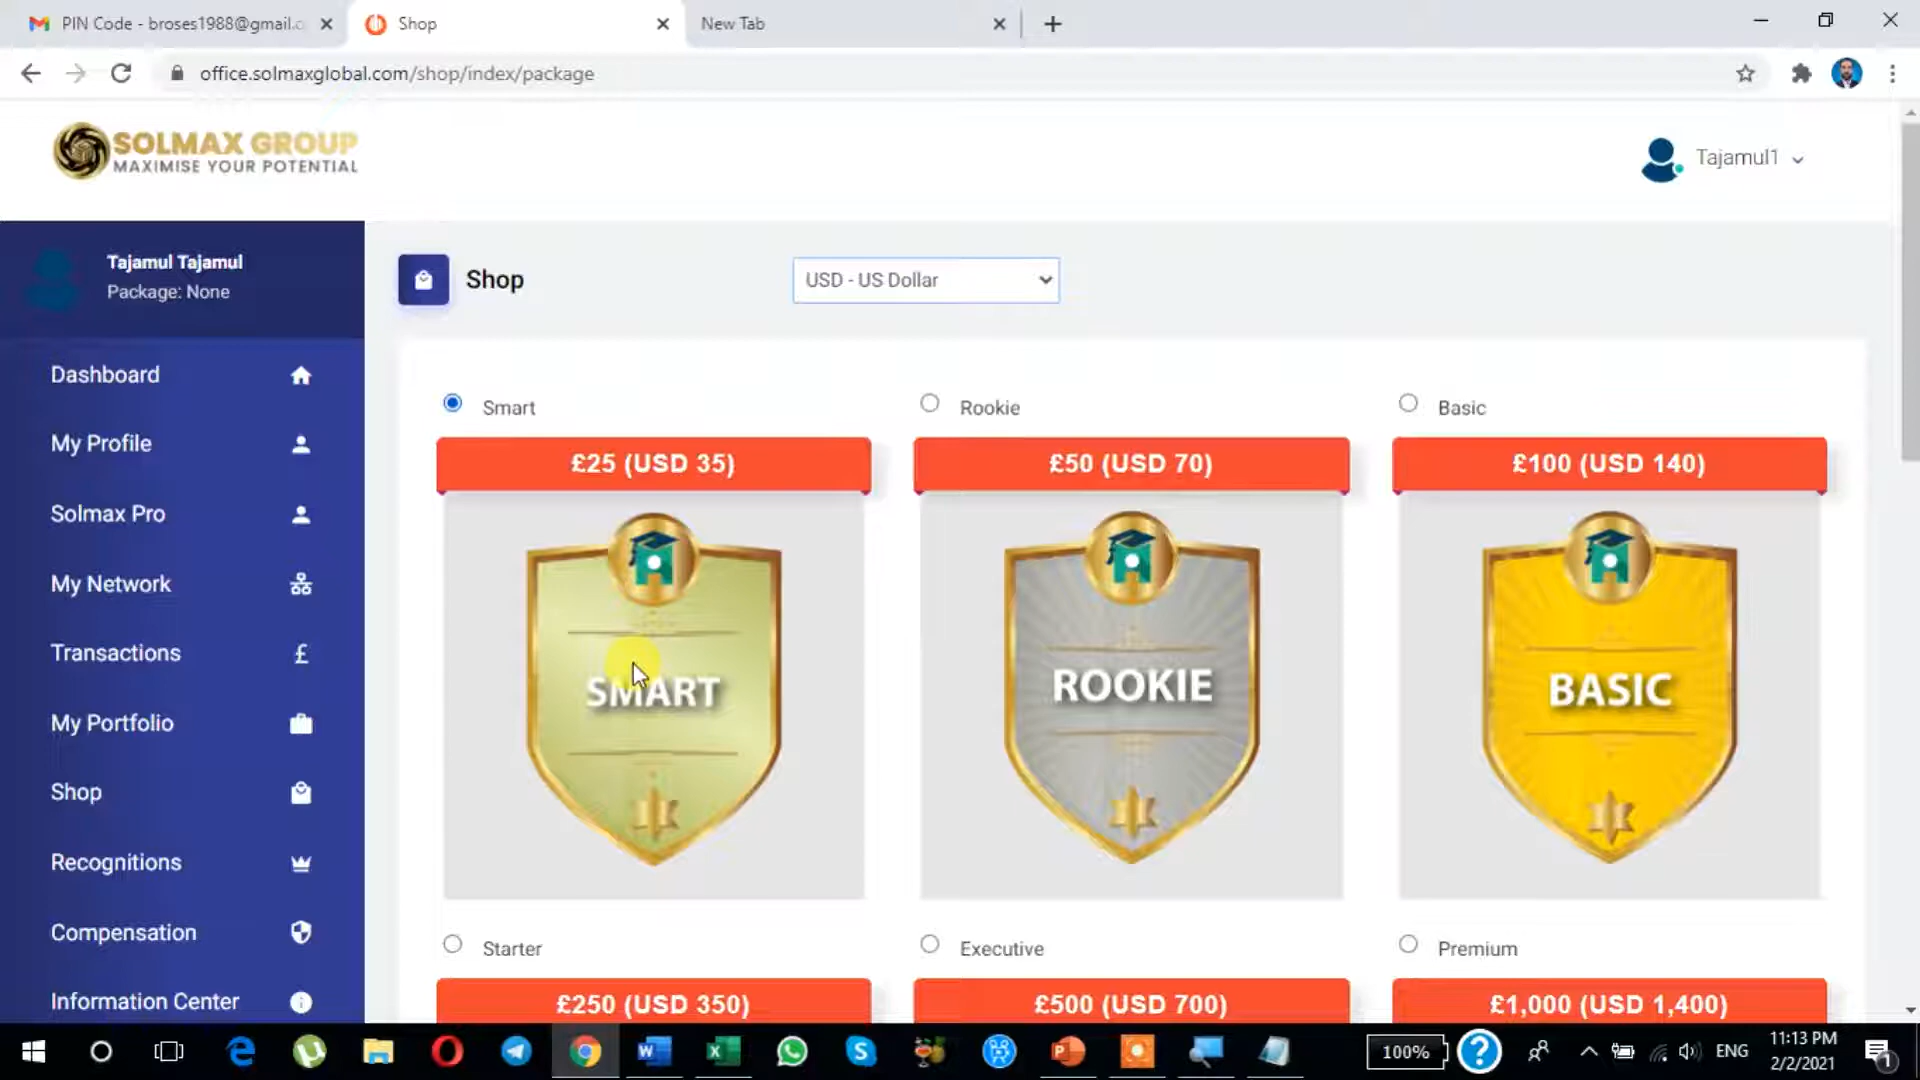 PIN Code - broses1988@gmail.c
Shop
New Tab
office.solmaxglobal.com/shop/index/package
SOLMAX GROUP
MAXIMISE YOUR POTENTIAL
Tajamul1
Tajamul Tajamul
Package: None
Shop
USD - US Dollar
Dashboard
My Profile
Solmax Pro
My Network
Transactions
My Portfolio
Shop
Recognitions
Compensation
Information Center
Smart
Rookie
Basic
£25 (USD 35)
£50 (USD 70)
£100 (USD 140)
SMART
ROOKIE
BASIC
Starter
Executive
Premium
£250 (USD 350)
£500 (USD 700)
£1,000 (USD 1,400)
100%
ENG
11:13 PM
2/2/2021
1